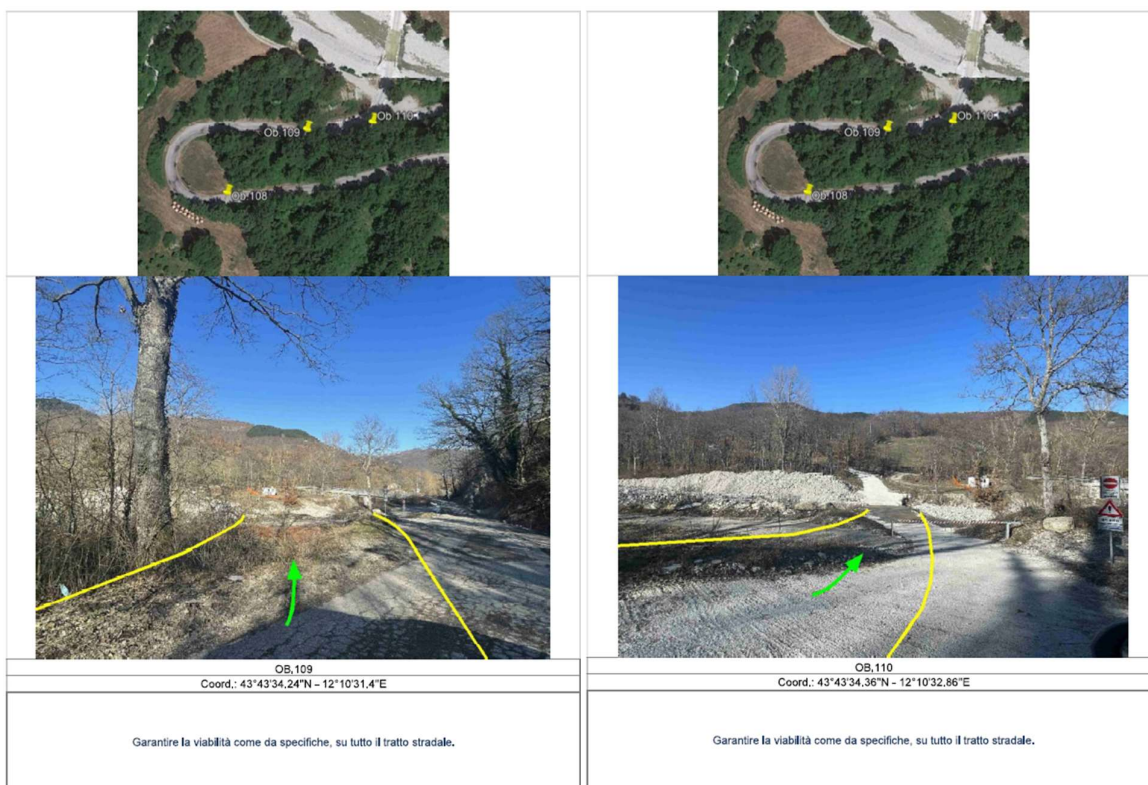 Ob.109
Ob.110
Ob.108
OB,109
Coord,: 43°43'34,24"N – 12°10'31,4"E
Garantire la viabilità come da specifiche, su tutto il tratto stradale.
Ob.109
Ob.110
Ob.108
OB,110
Coord,: 43°43'34,36"N – 12°10'32,86"E
Garantire la viabilità come da specifiche, su tutto il tratto stradale.